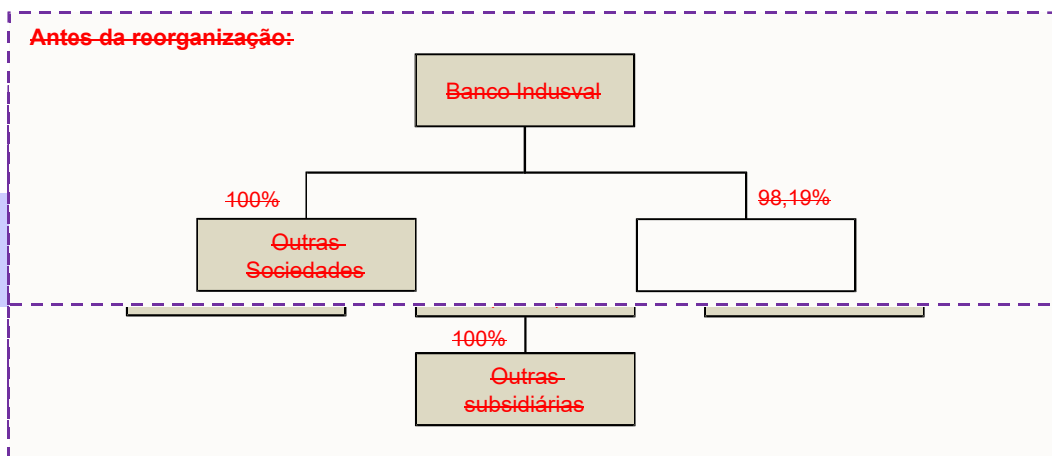 Antes da reorganização:
Banco Indusval
100%
98,19%
Outras
Sociedades
100%
Outras
subsidiárias